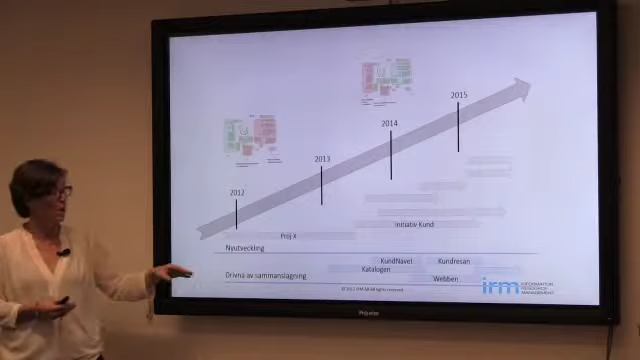 2015
2014
2013
2012
Initiativ Kund
Proj X
Nyutveckling
KundNavet Kundresan
Katalogen
Drivna av sammanslagning
Webben
irm INFORMATION
RESOURCE
MANAGEMENT